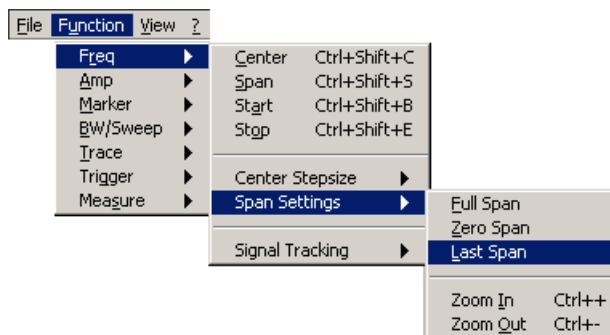 File Function View ?
Freq
Amp
Marker
BW/Sweep
Trace
Trigger
Measure
Center Ctrl+Shift+C
Span Ctrl+Shift+S
Start Ctrl+Shift+B
Stop Ctrl+Shift+E
Center Stepsize
Span Settings
Signal Tracking
Full Span
Zero Span
Last Span
Zoom In Ctrl++
Zoom Out Ctrl+-